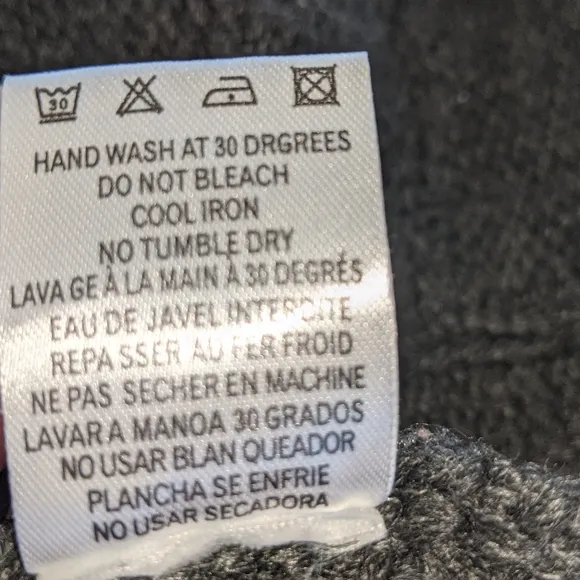 30
HAND WASH AT 30 DRGREES
DO NOT BLEACH
COOL IRON
NO TUMBLE DRY
LAVA GE À LA MAIN À 30 DEGRÉS
EAU DE JAVEL INTERDITE
REPA SSER AU FER FROID
NE PAS SECHER EN MACHINE
LAVAR A MANOA 30 GRADOS
NO USAR BLAN QUEADOR
PLANCHA SE ENFRIE
NO USAR SECADORA